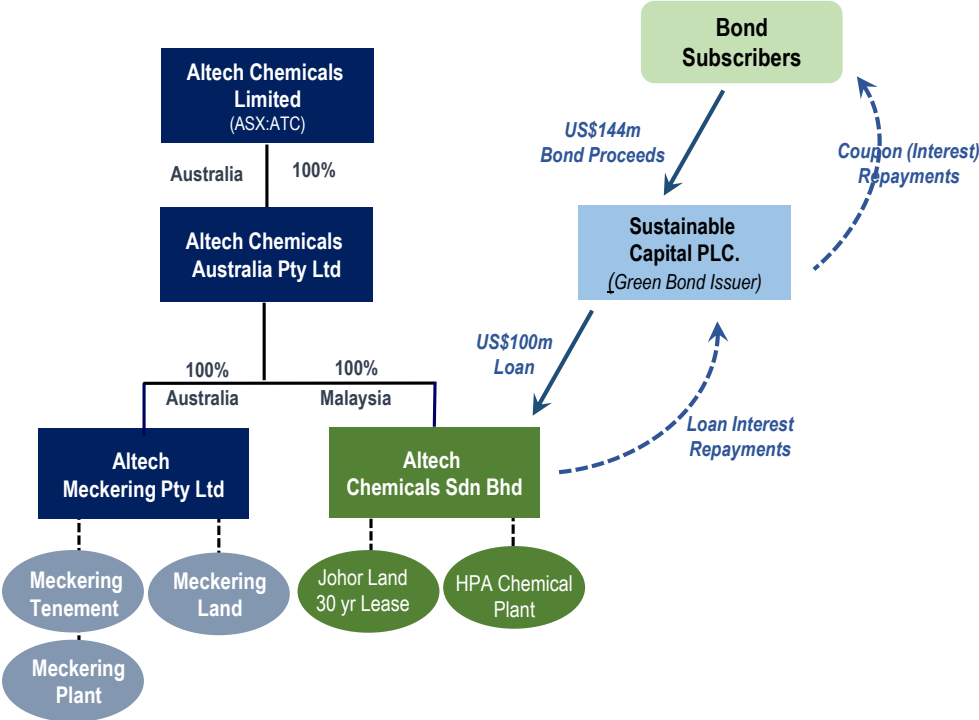 Bond
Subscribers
Altech Chemicals
Limited
(ASX:ATC)
US$144m
Bond Proceeds
Coupon (Interest)
Repayments
Australia
100%
Altech Chemicals
Australia Pty Ltd
Sustainable
Capital PLC.
(Green Bond Issuer)
US$100m
Loan
100%
Australia
100%
Malaysia
Loan Interest
Repayments
Altech
Meckering Pty Ltd
Altech
Chemicals Sdn Bhd
Meckering
Tenement
Meckering
Land
Johor Land
30 yr Lease
HPA Chemical
Plant
Meckering
Plant